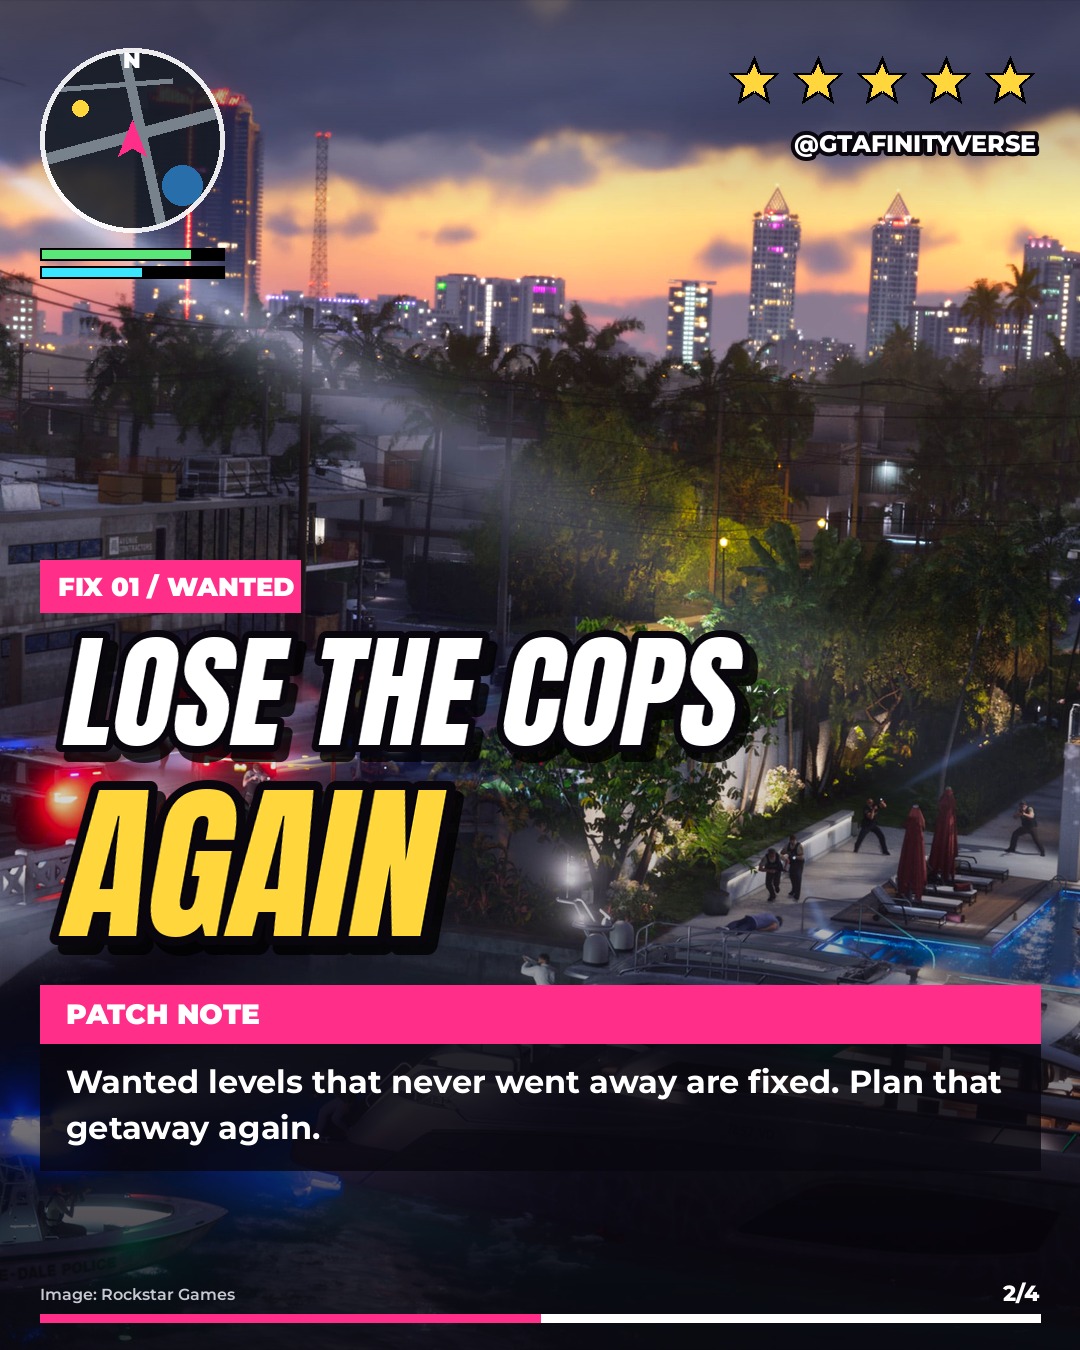 N
@GTAFINITYVERSE
FIX 01 / WANTED
LOSE THE COPS
AGAIN
PATCH NOTE
Wanted levels that never went away are fixed. Plan that
getaway again.
Image: Rockstar Games
2/4